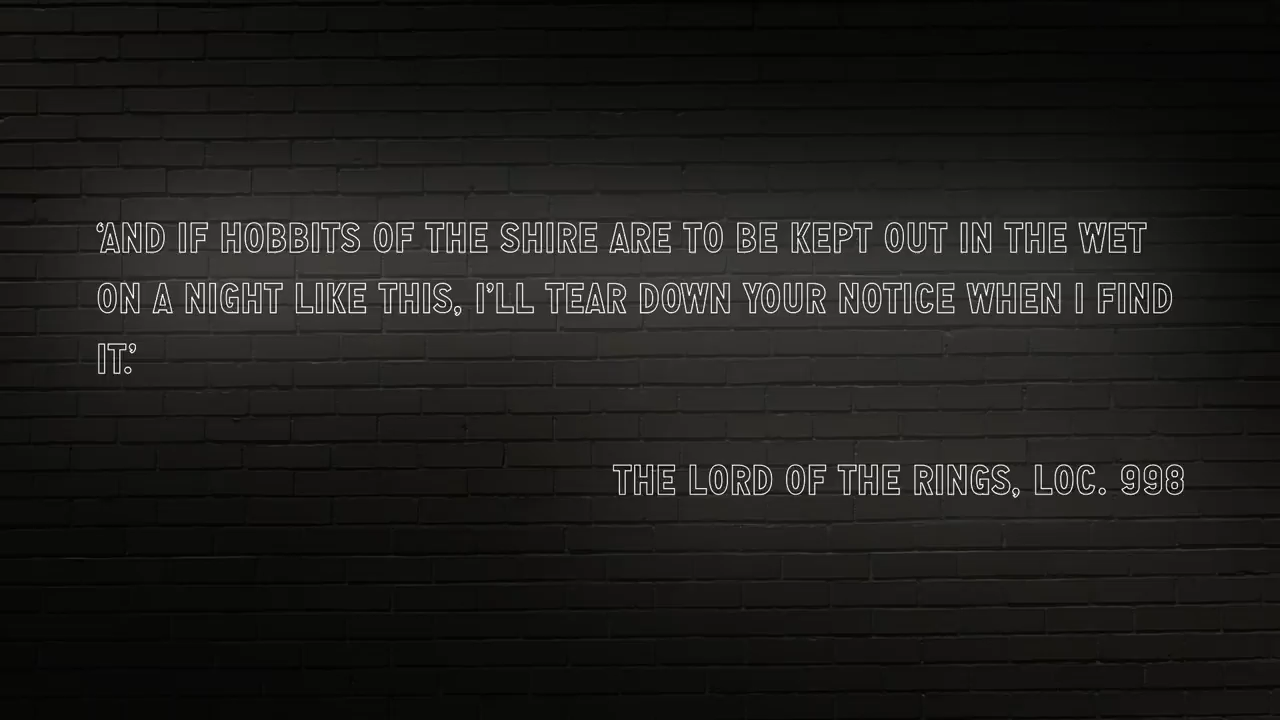 ‘AND IF HOBBITS OF THE SHIRE ARE TO BE KEPT OUT IN THE WET
ON A NIGHT LIKE THIS, I’LL TEAR DOWN YOUR NOTICE WHEN I FIND
IT.’
THE LORD OF THE RINGS, LOC. 998